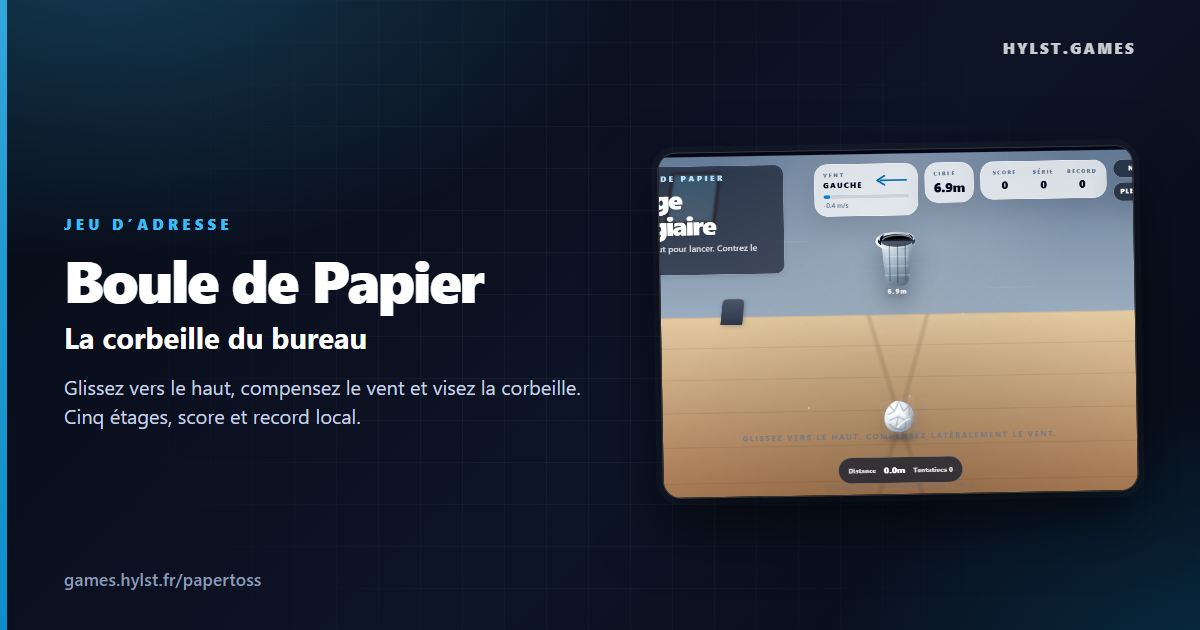 HYLST.GAMES
JEU D'ADRESSE
Boule de Papier
La corbeille du bureau
Glissez vers le haut, compensez le vent et visez la corbeille.
Cinq étages, score et record local.
games.hylst.fr/papertoss
DE PAPIER
ge
giaire
ut pour lancer. Contrez le
VENT
GAUCHE
-0.4 m/s
CIBLE
6.9m
SCORE SÉRIE RECORD
0 0 0
PLE
6.9m
GLISSEZ VERS LE HAUT. COMPENSEZ LATÉRALEMENT LE VENT.
Distance 0.0m Tentatives 0